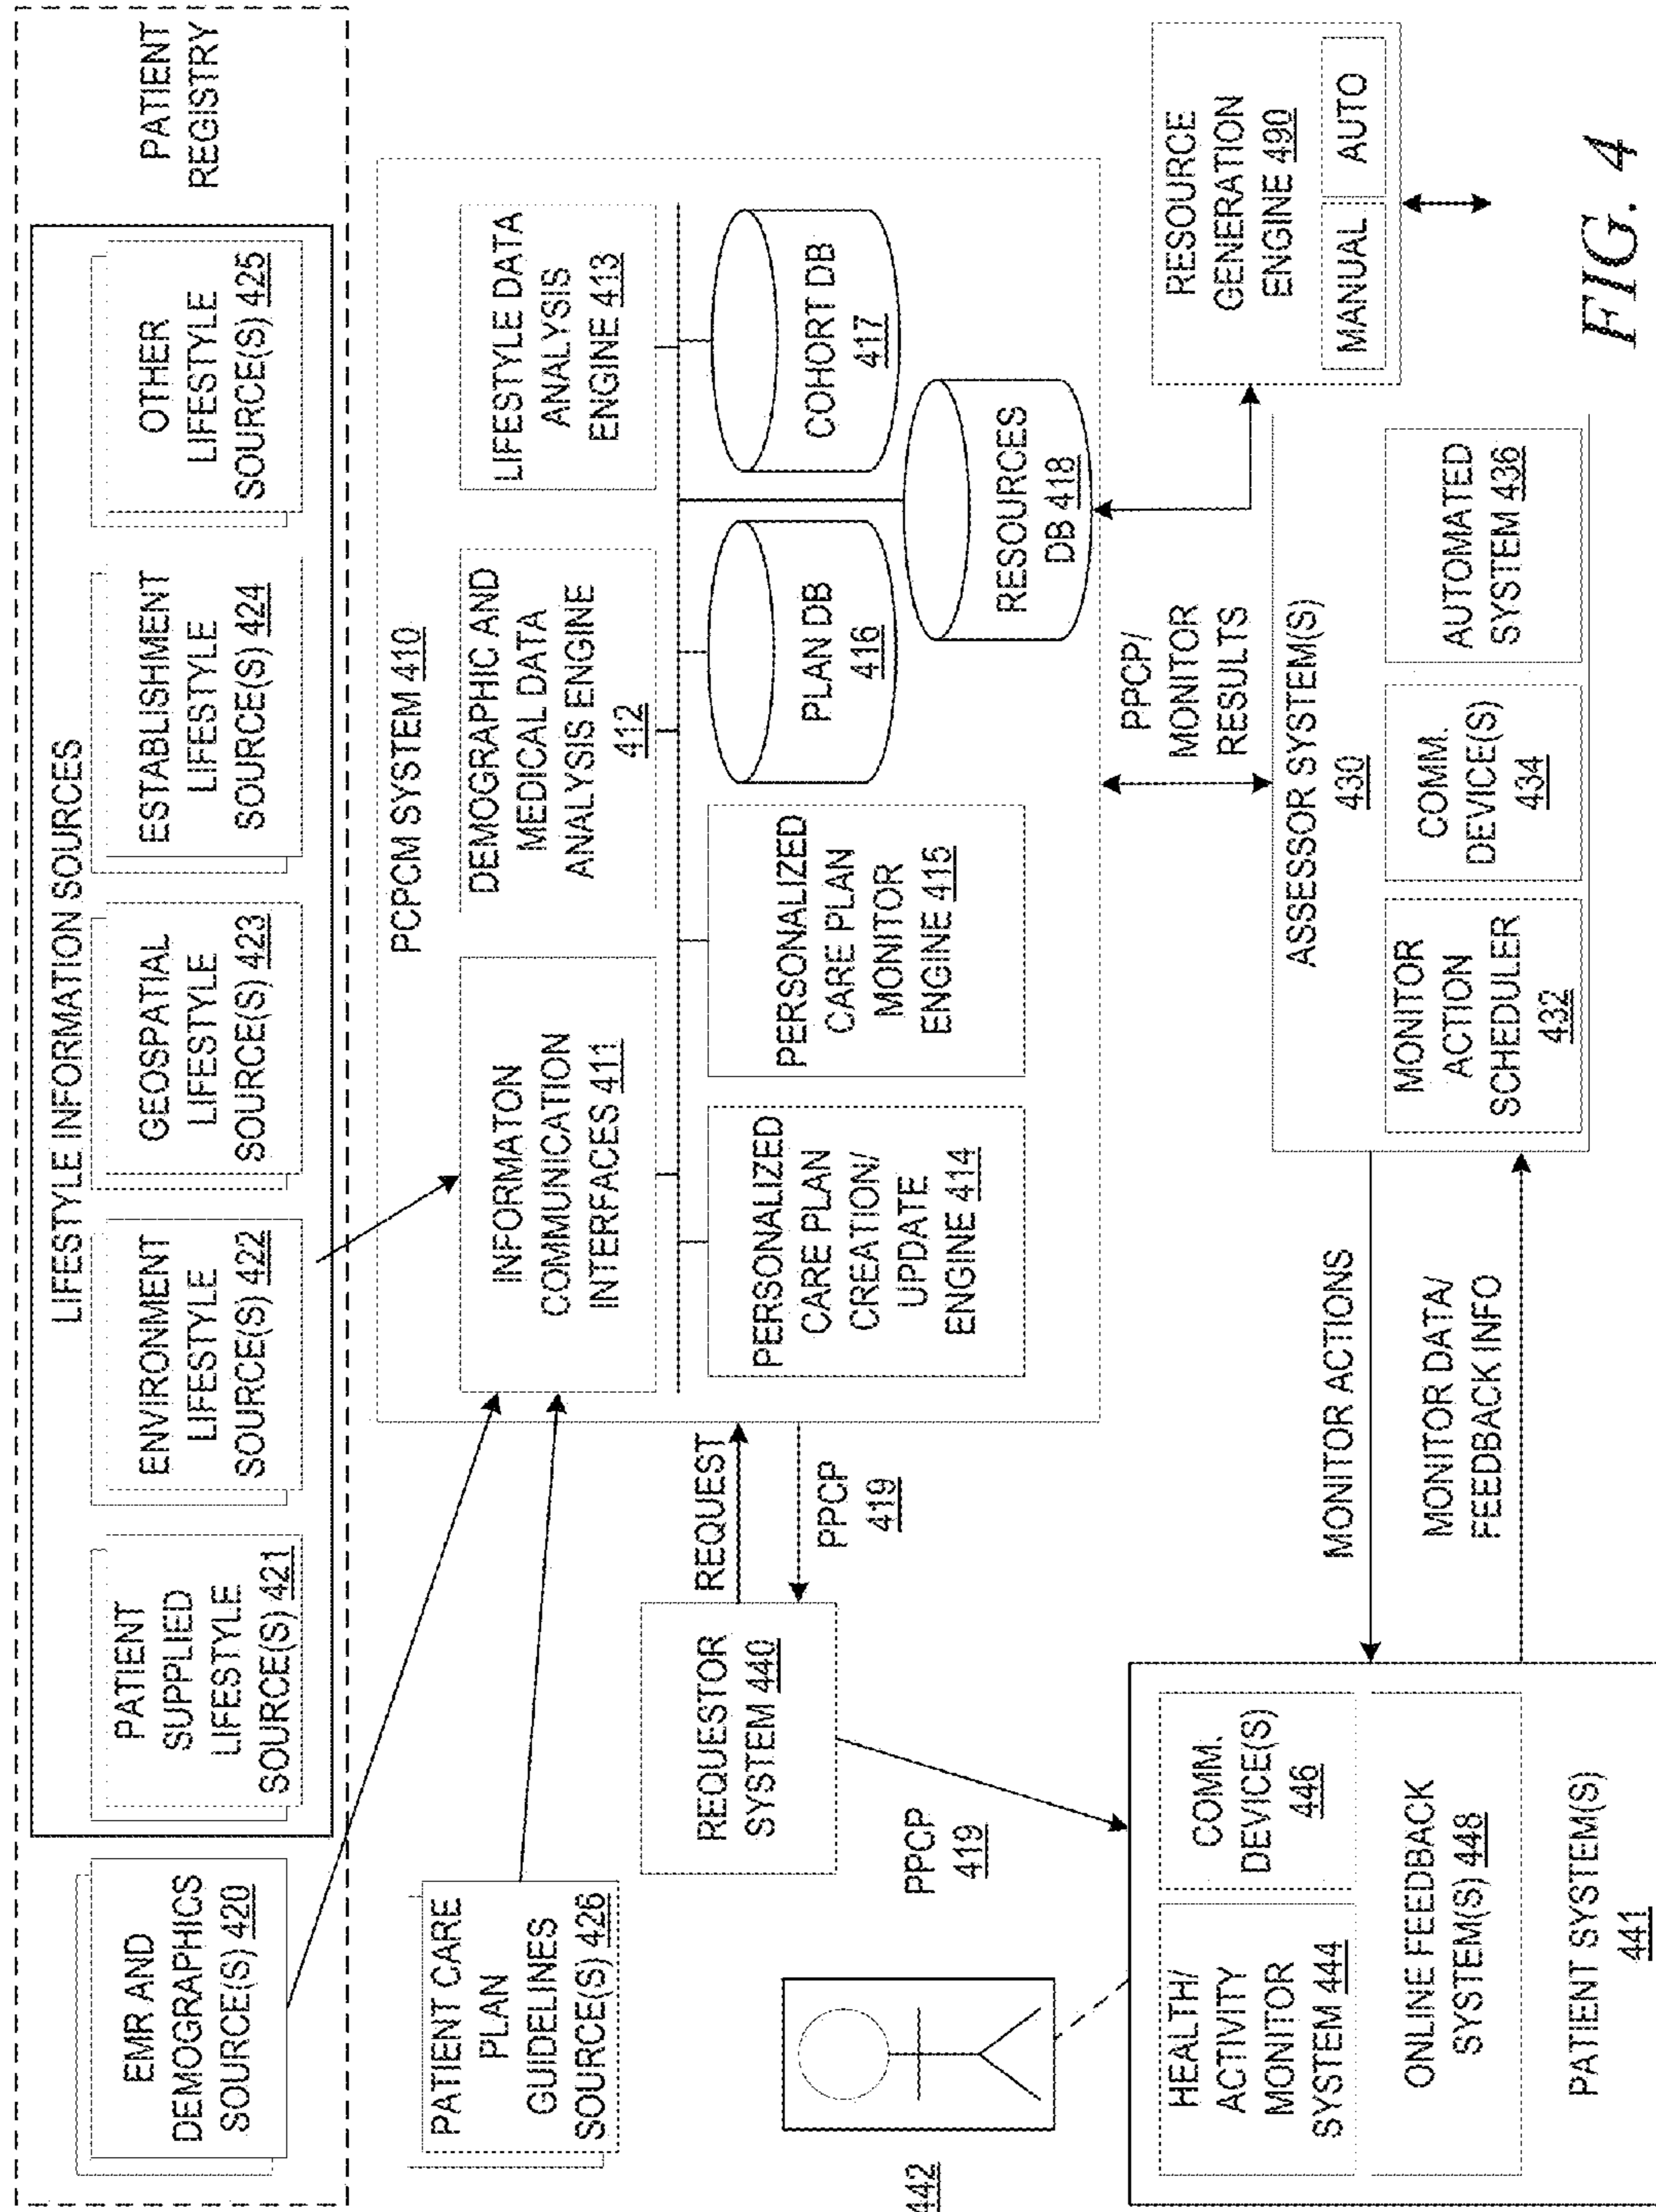 PATIENT
REGISTRY
LIFESTYLE INFORMATION SOURCES
EMR AND
DEMOGRAPHICS
SOURCE(S) 420
PATIENT
SUPPLIED
LIFESTYLE
SOURCE(S) 421
ENVIRONMENT
LIFESTYLE
SOURCE(S) 422
GEOSPATIAL
LIFESTYLE
SOURCE(S) 423
ESTABLISHMENT
LIFESTYLE
SOURCE(S) 424
OTHER
LIFESTYLE
SOURCE(S) 425
PATIENT CARE
PLAN
GUIDELINES
SOURCE(S) 426
PCPCM SYSTEM 410
INFORMATON
COMMUNICATION
INTERFACES 411
DEMOGRAPHIC AND
MEDICAL DATA
ANALYSIS ENGINE
412
LIFESTYLE DATA
ANALYSIS
ENGINE 413
PERSONALIZED
CARE PLAN
CREATION/
UPDATE
ENGINE 414
PERSONALIZED
CARE PLAN
MONITOR
ENGINE 415
PLAN DB
416
COHORT DB
417
RESOURCES
DB 418
REQUESTOR
SYSTEM 440
REQUEST
PPCP
419
PPCP
419
442
HEALTH/
ACTIVITY
MONITOR
SYSTEM 444
COMM.
DEVICE(S)
446
ONLINE FEEDBACK
SYSTEM(S) 448
PATIENT SYSTEM(S)
441
MONITOR ACTIONS
MONITOR DATA/
FEEDBACK INFO
PPCP/
MONITOR
RESULTS
ASSESSOR SYSTEM(S)
430
MONITOR
ACTION
SCHEDULER
432
COMM.
DEVICE(S)
434
AUTOMATED
SYSTEM 436
RESOURCE
GENERATION
ENGINE 490
MANUAL
AUTO
FIG. 4